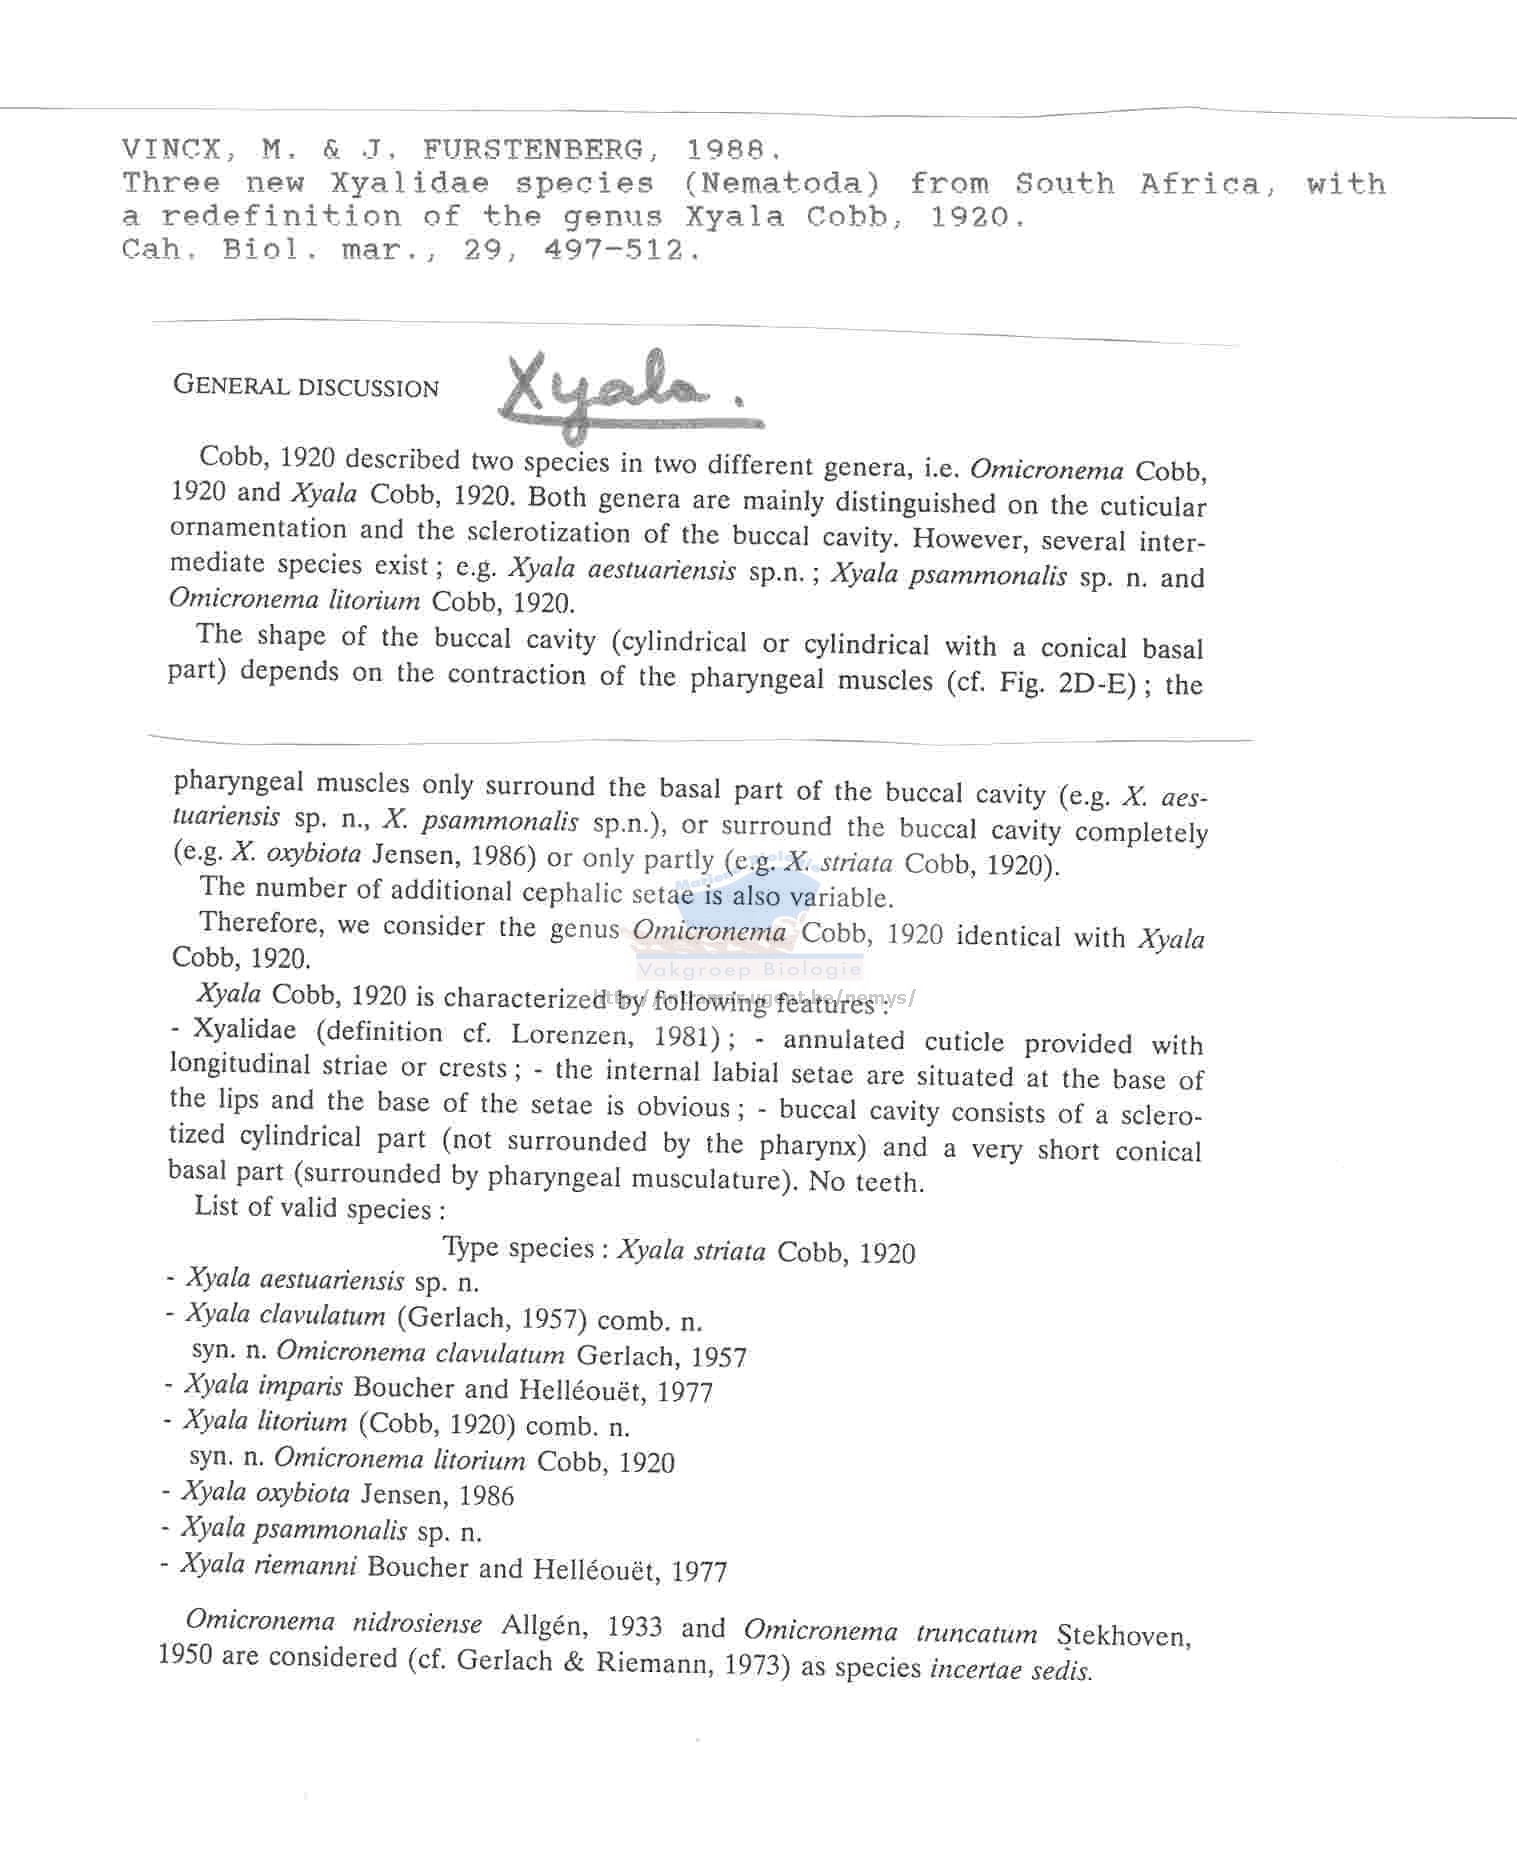 VINCX, M. & J. FURSTENBERG, 1988.
Three new Xyalidae species (Nematoda) from South Africa, with
a redefinition of the genus Xyala Cobb, 1920.
Cah. Biol. mar., 29, 497-512.
GENERAL DISCUSSION
Xyala.
Cobb, 1920 described two species in two different genera, i.e. Omicronema Cobb,
1920 and Xyala Cobb, 1920. Both genera are mainly distinguished on the cuticular
ornamentation and the sclerotization of the buccal cavity. However, several inter-
mediate species exist ; e.g. Xyala aestuariensis sp.n. ; Xyala psammonalis sp. n. and
Omicronema litorium Cobb, 1920.
The shape of the buccal cavity (cylindrical or cylindrical with a conical basal
part) depends on the contraction of the pharyngeal muscles (cf. Fig. 2D-E) ; the
pharyngeal muscles only surround the basal part of the buccal cavity (e.g. X. aes-
tuariensis sp. n., X. psammonalis sp.n.), or surround the buccal cavity completely
(e.g. X. oxybiota Jensen, 1986) or only partly (e.g. X. striata Cobb, 1920).
The number of additional cephalic setae is also variable.
Therefore, we consider the genus Omicronema Cobb, 1920 identical with Xyala
Cobb, 1920.
Mariene Biologie
Vakgroep Biologie
http://intramar.ugent.be/nemys/
Xyala Cobb, 1920 is characterized by following features :
- Xyalidae (definition cf. Lorenzen, 1981) ; - annulated cuticle provided with
longitudinal striae or crests ; - the internal labial setae are situated at the base of
the lips and the base of the setae is obvious ; - buccal cavity consists of a sclero-
tized cylindrical part (not surrounded by the pharynx) and a very short conical
basal part (surrounded by pharyngeal musculature). No teeth.
List of valid species :
Type species : Xyala striata Cobb, 1920
- Xyala aestuariensis sp. n.
- Xyala clavulatum (Gerlach, 1957) comb. n.
syn. n. Omicronema clavulatum Gerlach, 1957
- Xyala imparis Boucher and Helléouët, 1977
- Xyala litorium (Cobb, 1920) comb. n.
syn. n. Omicronema litorium Cobb, 1920
- Xyala oxybiota Jensen, 1986
- Xyala psammonalis sp. n.
- Xyala riemanni Boucher and Helléouët, 1977
Omicronema nidrosiense Allgén, 1933 and Omicronema truncatum Stekhoven,
1950 are considered (cf. Gerlach & Riemann, 1973) as species incertae sedis.